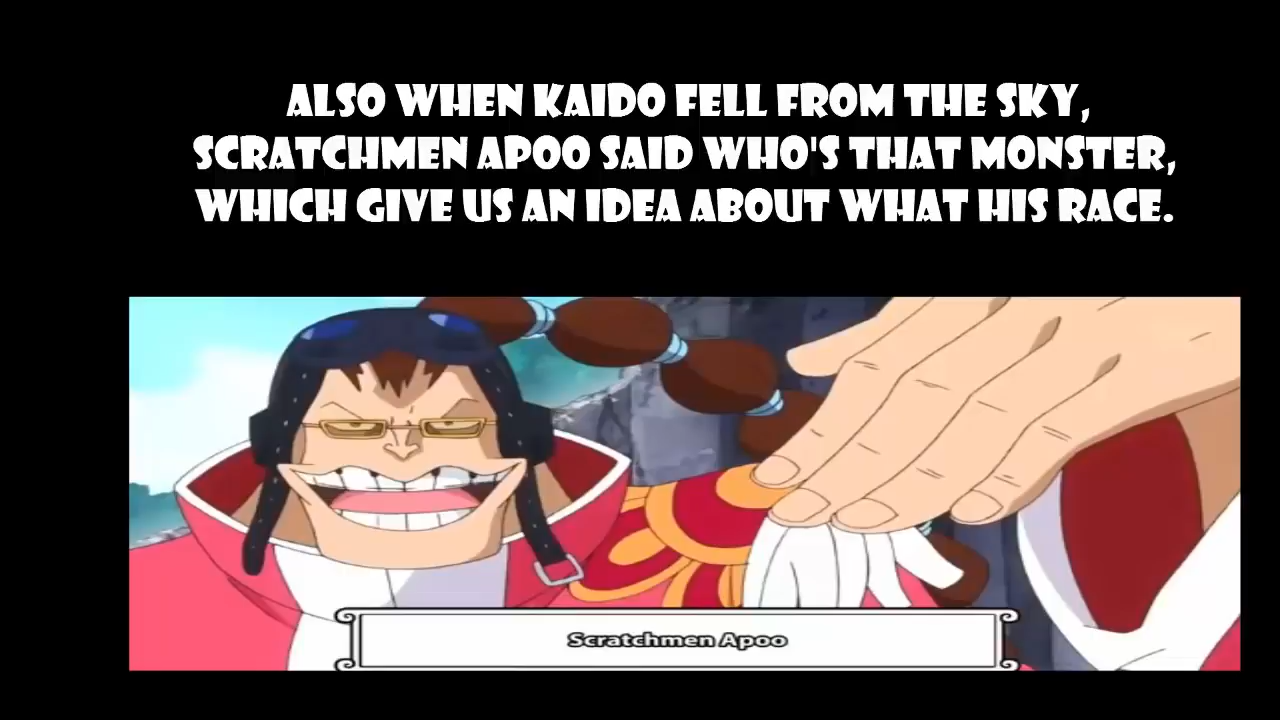 ALSO WHEN KAIDO FELL FROM THE SKY,
SCRATCHMEN APOO SAID WHO'S THAT MONSTER,
WHICH GIVE US AN IDEA ABOUT WHAT HIS RACE.
Scratchmen Apoo